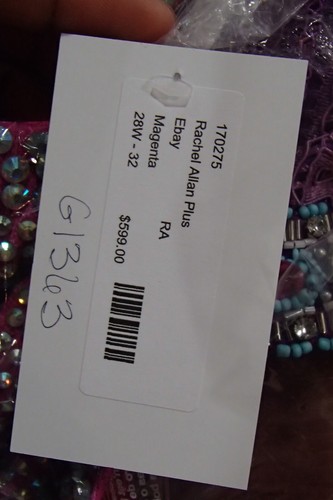 170275
Rachel Allan Plus
Ebay RA
Magenta
28W - 32 $599.00
G1363